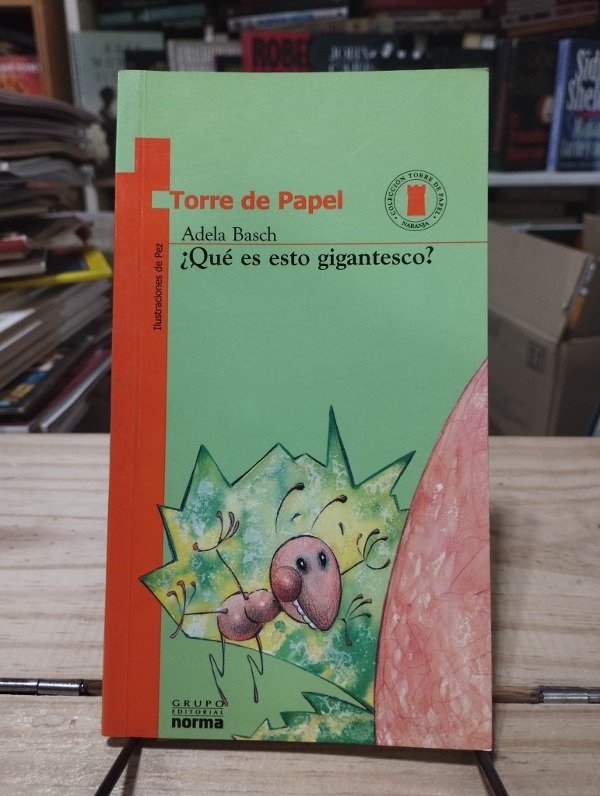 Torre de Papel
COLECCIÓN TORRE DE PAPEL
NARANJA
Adela Basch
¿Qué es esto gigantesco?
Ilustraciones de Pez
GRUPO
EDITORIAL
norma
ROBE